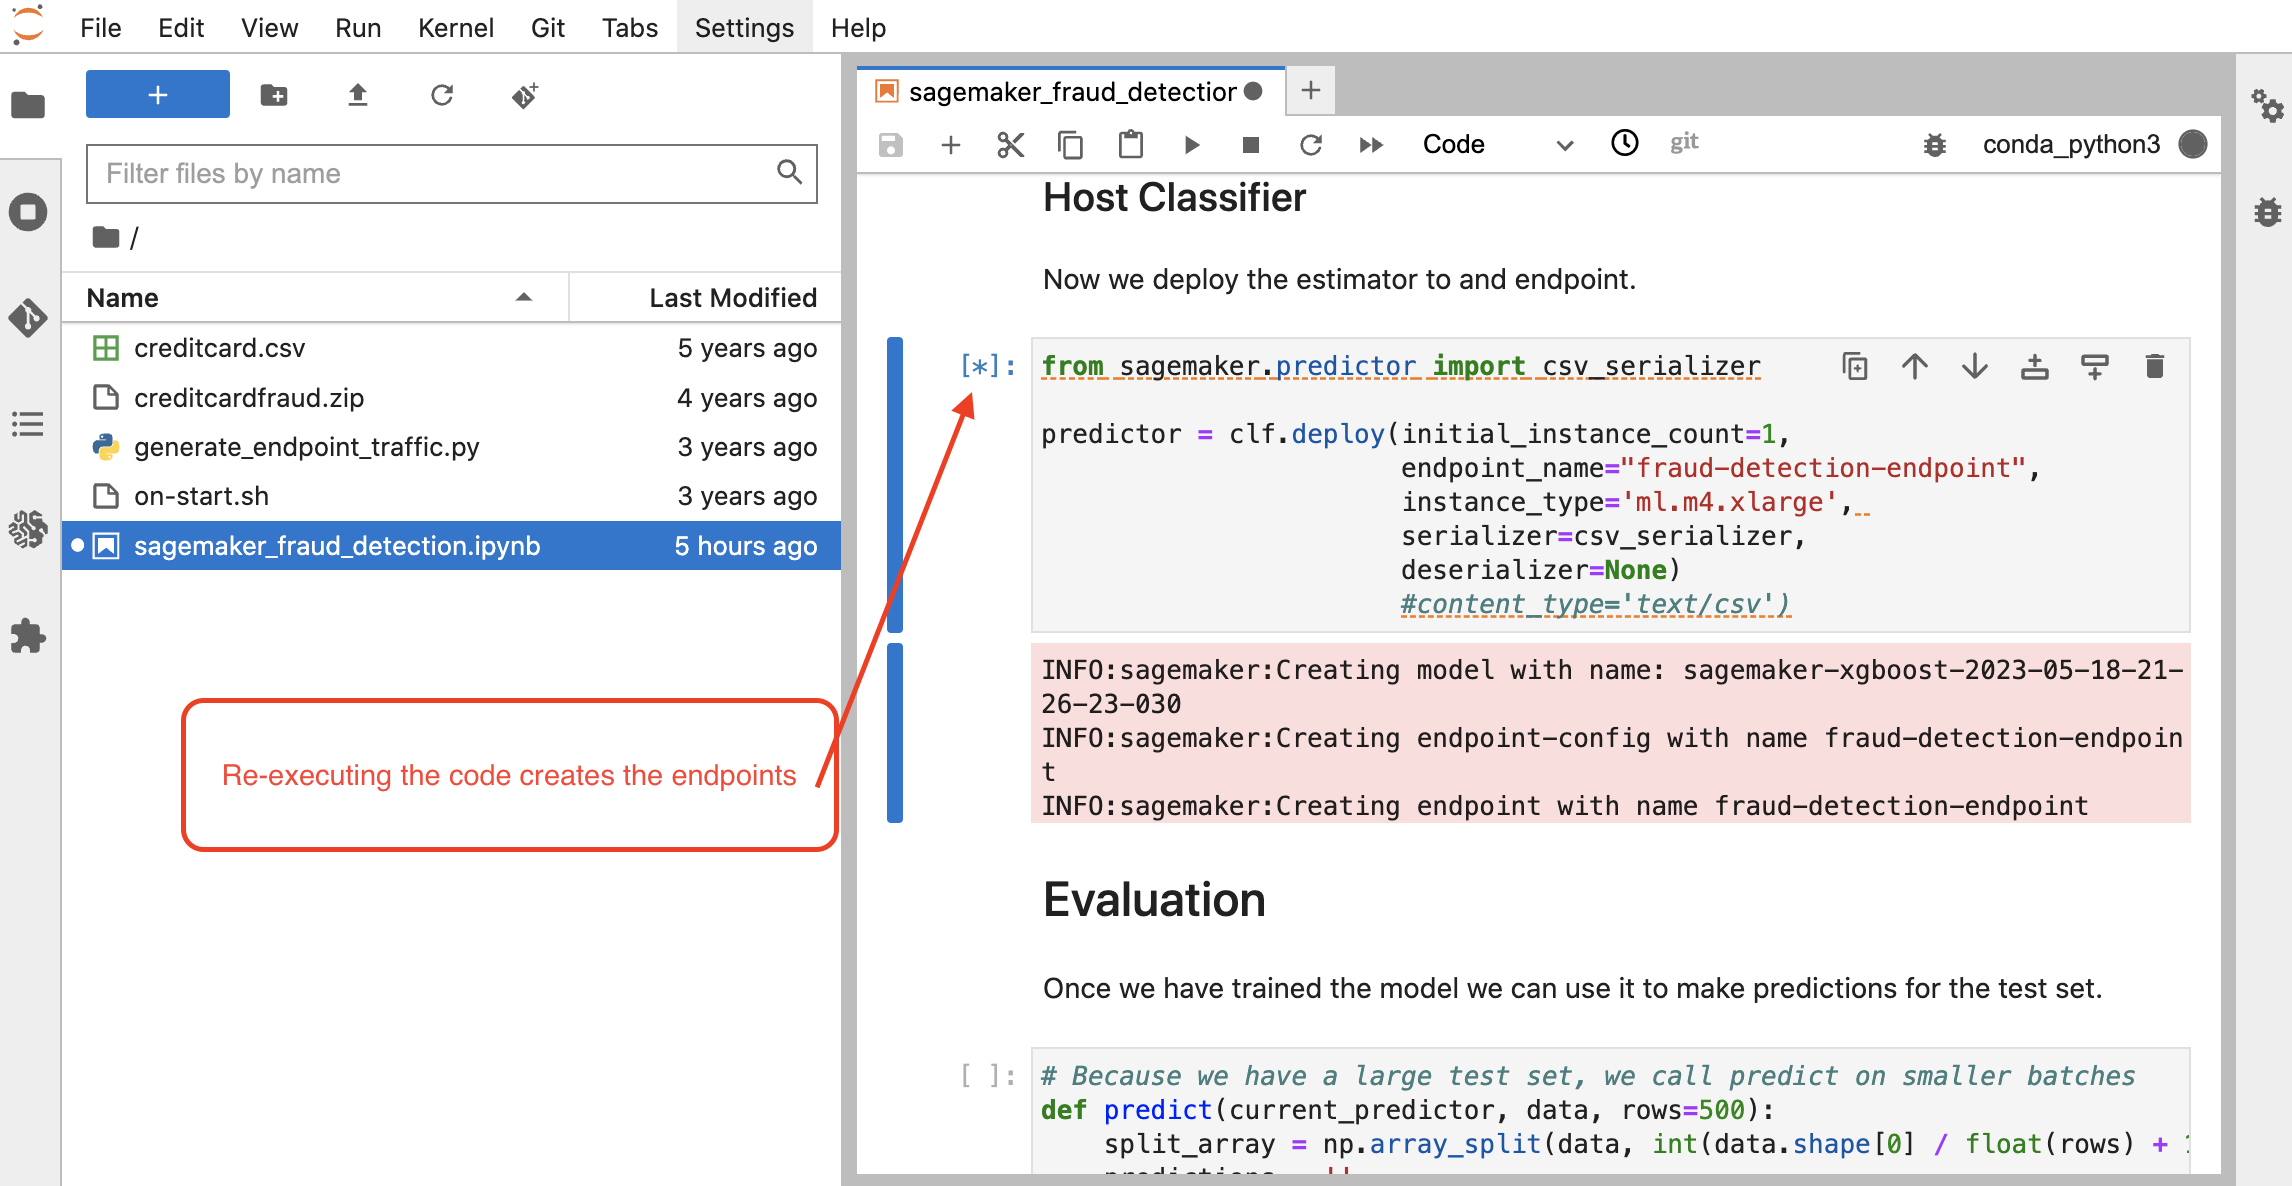 File Edit View Run Kernel Git Tabs Settings Help
Filter files by name
/
Name Last Modified
creditcard.csv 5 years ago
creditcardfraud.zip 4 years ago
generate_endpoint_traffic.py 3 years ago
on-start.sh 3 years ago
sagemaker_fraud_detection.ipynb 5 hours ago
Re-executing the code creates the endpoints
sagemaker_fraud_detection
Code git conda_python3
Host Classifier
Now we deploy the estimator to and endpoint.
[*]: from sagemaker.predictor import csv_serializer
predictor = clf.deploy(initial_instance_count=1,
endpoint_name="fraud-detection-endpoint",
instance_type='ml.m4.xlarge',
serializer=csv_serializer,
deserializer=None)
#content_type='text/csv')
INFO:sagemaker:Creating model with name: sagemaker-xgboost-2023-05-18-21-
26-23-030
INFO:sagemaker:Creating endpoint-config with name fraud-detection-endpoin
t
INFO:sagemaker:Creating endpoint with name fraud-detection-endpoint
Evaluation
Once we have trained the model we can use it to make predictions for the test set.
[ ]: # Because we have a large test set, we call predict on smaller batches
def predict(current_predictor, data, rows=500):
split_array = np.array_split(data, int(data.shape[0] / float(rows) +